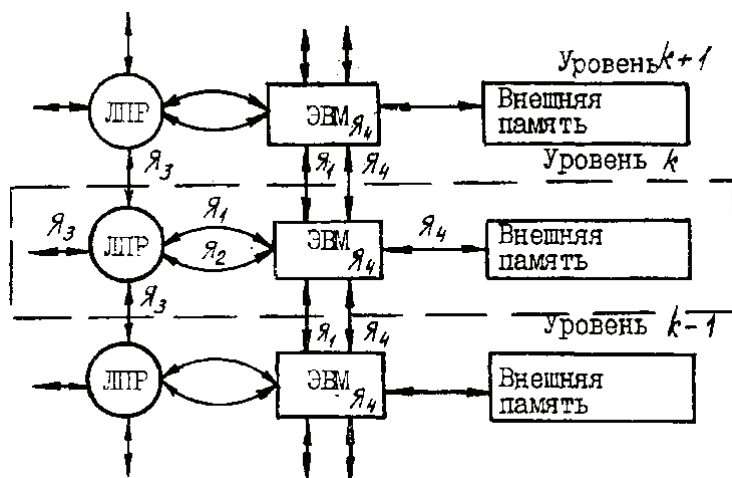 Уровень k+1
ЛПР
ЭВМ
Я₄
Внешняя
память
Я₃
Я₁
Я₄
Уровень k
Я₃
ЛПР
Я₁
Я₂
ЭВМ
Я₄
Я₄
Внешняя
память
Я₃
Я₁
Я₄
Уровень k-1
ЛПР
ЭВМ
Я₄
Внешняя
память